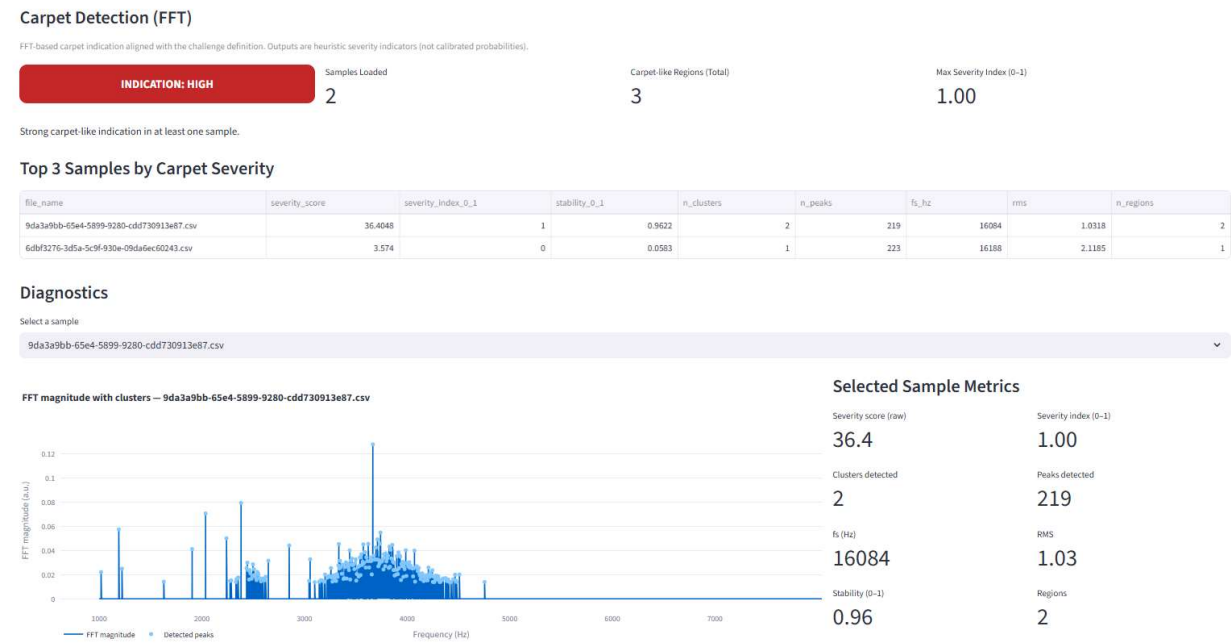 Carpet Detection (FFT)
FFT-based carpet indication aligned with the challenge definition. Outputs are heuristic severity indicators (not calibrated probabilities).
INDICATION: HIGH
Samples Loaded
2
Carpet-like Regions (Total)
3
Max Severity Index (0–1)
1.00
Strong carpet-like indication in at least one sample.
Top 3 Samples by Carpet Severity
file_name severity_score severity_index_0_1 stability_0_1 n_clusters n_peaks fs_hz rms n_regions
9da3a9bb-65e4-5899-9280-cdd730913e87.csv 36.4048 1 0.9622 2 219 16084 1.0318 2
6dbf3276-3d5a-5c9f-930e-09da6ec60243.csv 3.574 0 0.0583 1 223 16188 2.1185 1
Diagnostics
Select a sample
9da3a9bb-65e4-5899-9280-cdd730913e87.csv
FFT magnitude with clusters — 9da3a9bb-65e4-5899-9280-cdd730913e87.csv
FFT magnitude (a.u.)
0.12
0.1
0.08
0.06
0.04
0.02
0
1000 2000 3000 4000 5000 6000 7000
Frequency (Hz)
FFT magnitude Detected peaks
Selected Sample Metrics
Severity score (raw) Severity index (0–1)
36.4 1.00
Clusters detected Peaks detected
2 219
fs (Hz) RMS
16084 1.03
Stability (0–1) Regions
0.96 2